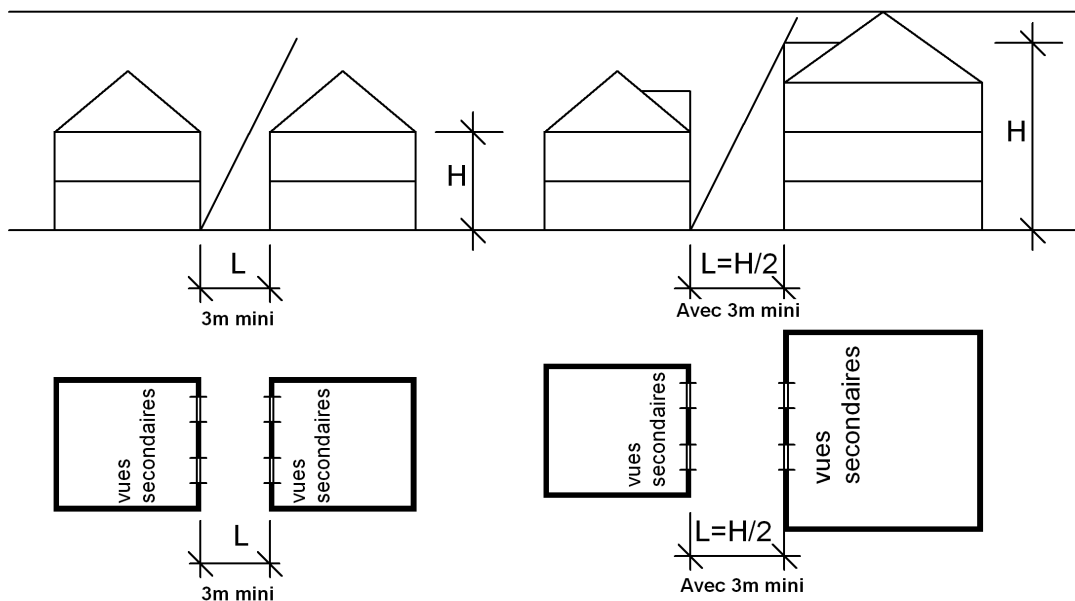 H
H
L
3m mini
L=H/2
Avec 3m mini
vues
secondaires
vues
secondaires
vues
secondaires
vues
secondaires
L
3m mini
L=H/2
Avec 3m mini